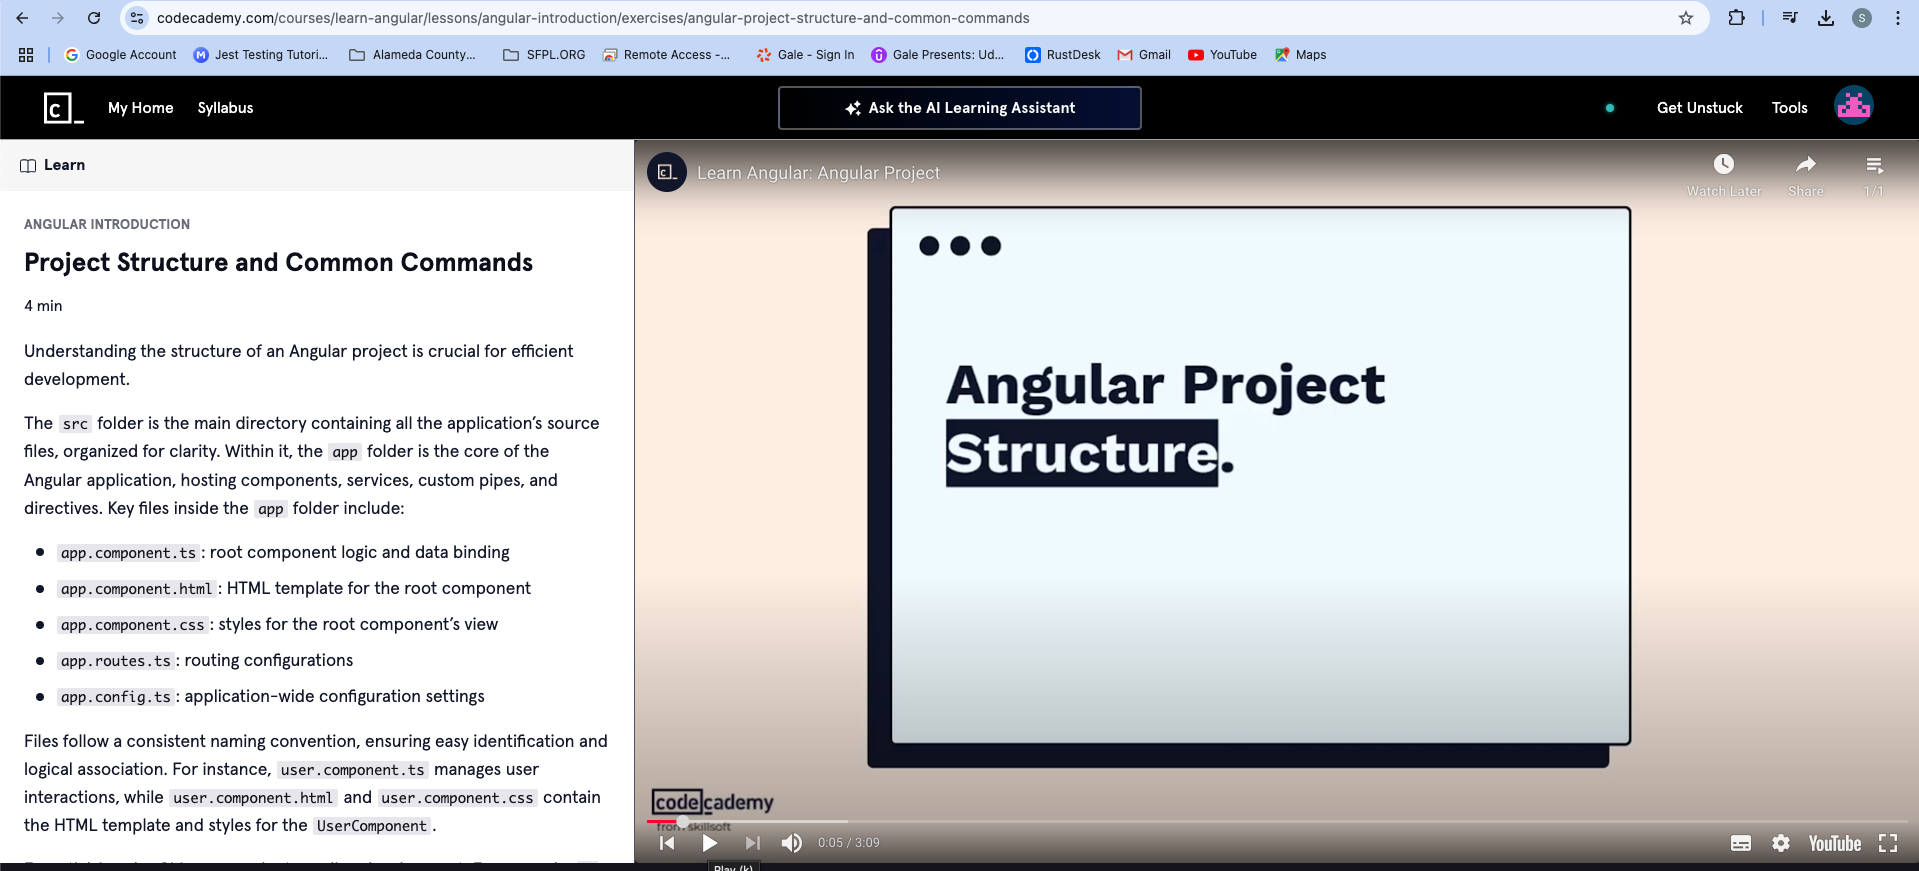 codecademy.com/courses/learn-angular/lessons/angular-introduction/exercises/angular-project-structure-and-common-commands
S
Google Account
Jest Testing Tutori...
Alameda County...
SFPL.ORG
Remote Access -...
Gale - Sign In
Gale Presents: Ud...
RustDesk
Gmail
YouTube
Maps
c_
My Home
Syllabus
Ask the AI Learning Assistant
Get Unstuck
Tools
Learn
ANGULAR INTRODUCTION
Project Structure and Common Commands
4 min
Understanding the structure of an Angular project is crucial for efficient
development.
The src folder is the main directory containing all the application's source
files, organized for clarity. Within it, the app folder is the core of the
Angular application, hosting components, services, custom pipes, and
directives. Key files inside the app folder include:
app.component.ts: root component logic and data binding
app.component.html: HTML template for the root component
app.component.css: styles for the root component's view
app.routes.ts: routing configurations
app.config.ts: application-wide configuration settings
Files follow a consistent naming convention, ensuring easy identification and
logical association. For instance, user.component.ts manages user
interactions, while user.component.html and user.component.css contain
the HTML template and styles for the UserComponent.
c_
Learn Angular: Angular Project
Watch Later
Share
1/1
Angular Project
Structure.
codecademy
from skillsoft
0:05 / 3:09
YouTube
Play (k)